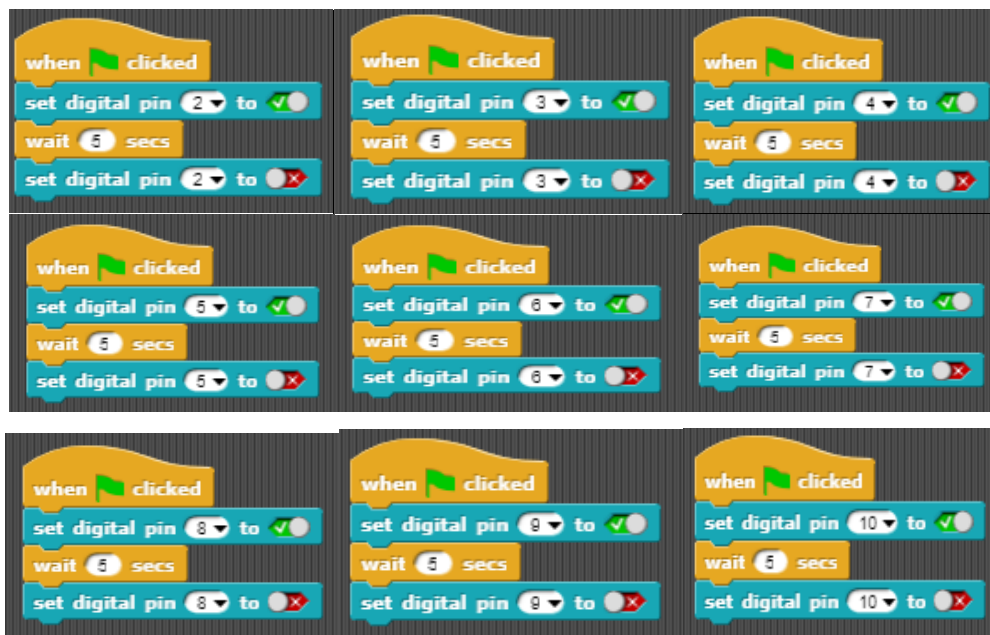 when clicked
set digital pin 2 to
wait 5 secs
set digital pin 2 to
when clicked
set digital pin 3 to
wait 5 secs
set digital pin 3 to
when clicked
set digital pin 4 to
wait 5 secs
set digital pin 4 to
when clicked
set digital pin 5 to
wait 5 secs
set digital pin 5 to
when clicked
set digital pin 6 to
wait 5 secs
set digital pin 6 to
when clicked
set digital pin 7 to
wait 5 secs
set digital pin 7 to
when clicked
set digital pin 8 to
wait 5 secs
set digital pin 8 to
when clicked
set digital pin 9 to
wait 5 secs
set digital pin 9 to
when clicked
set digital pin 10 to
wait 5 secs
set digital pin 10 to